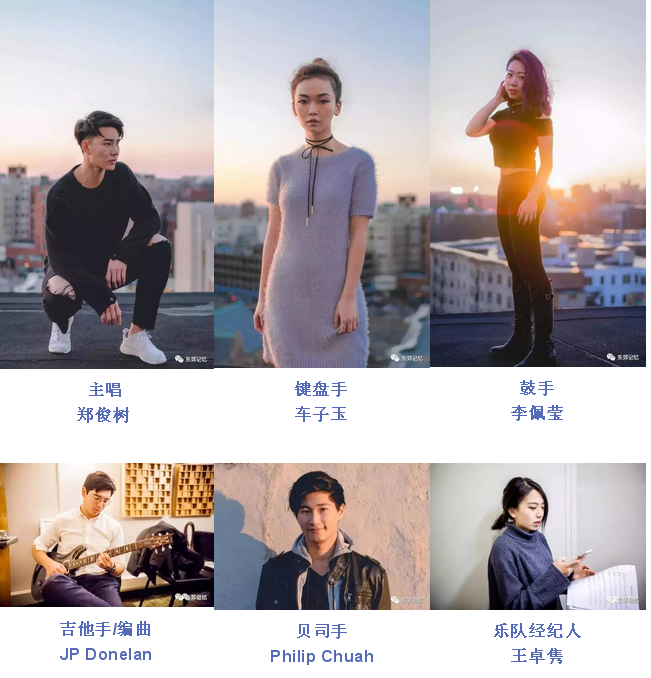 东郊记忆
东郊记忆
东郊记忆
主唱
键盘手
鼓手
郑俊树
车子玉
李佩莹
东郊记忆
东郊记忆
东郊记忆
吉他手/编曲
贝司手
乐队经纪人
JP Donelan
Philip Chuah
王卓隽